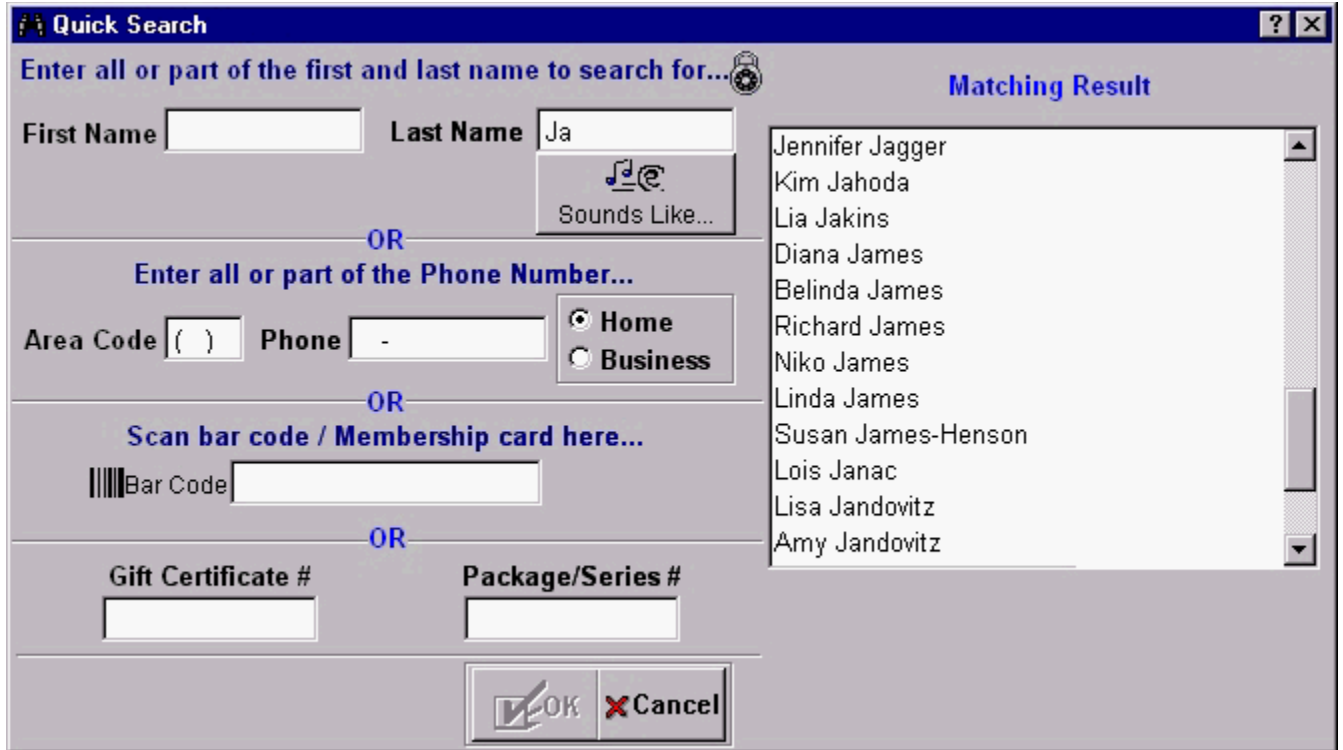 Quick Search
Enter all or part of the first and last name to search for...
First Name
Last Name Ja
Sounds Like...
OR
Enter all or part of the Phone Number...
Area Code ( ) Phone -
Home
Business
OR
Scan bar code / Membership card here...
Bar Code
OR
Gift Certificate #
Package/Series #
OK
Cancel
Matching Result
Jennifer Jagger
Kim Jahoda
Lia Jakins
Diana James
Belinda James
Richard James
Niko James
Linda James
Susan James-Henson
Lois Janac
Lisa Jandovitz
Amy Jandovitz